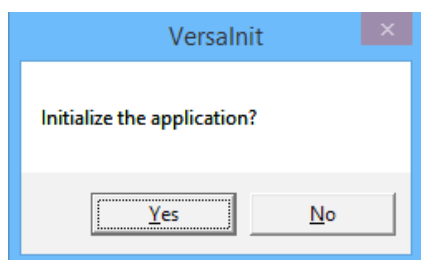 VersaInit
Initialize the application?
Yes
No